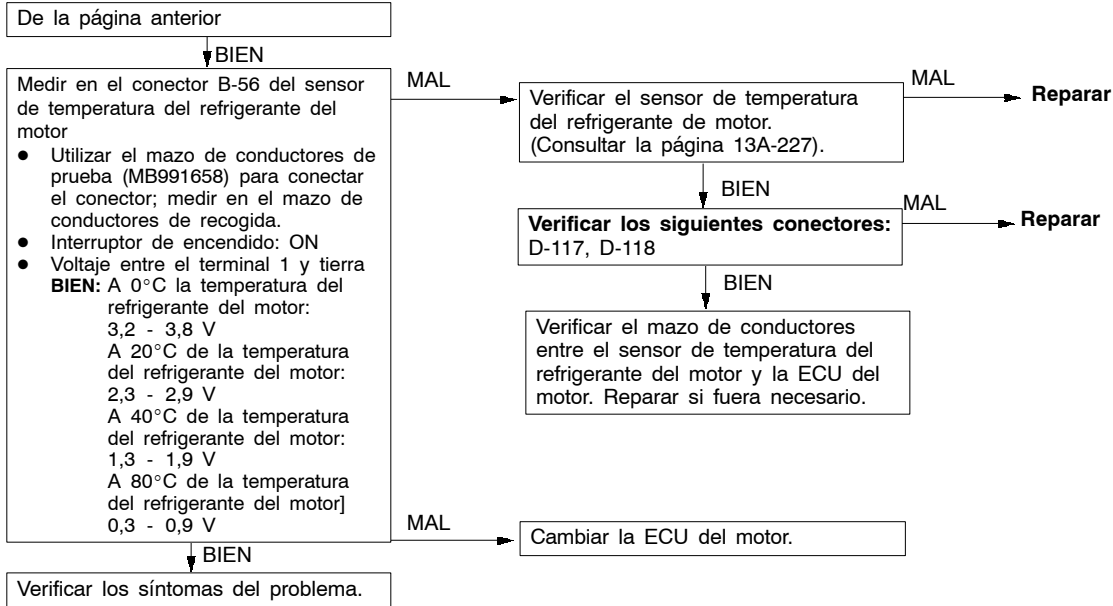 De la página anterior
BIEN
Medir en el conector B-56 del sensor
de temperatura del refrigerante del
motor
● Utilizar el mazo de conductores de
prueba (MB991658) para conectar
el conector; medir en el mazo de
conductores de recogida.
● Interruptor de encendido: ON
● Voltaje entre el terminal 1 y tierra
BIEN: A 0°C la temperatura del
refrigerante del motor:
3,2 - 3,8 V
A 20°C de la temperatura
del refrigerante del motor:
2,3 - 2,9 V
A 40°C de la temperatura
del refrigerante del motor:
1,3 - 1,9 V
A 80°C de la temperatura
del refrigerante del motor]
0,3 - 0,9 V
MAL
Verificar el sensor de temperatura
del refrigerante de motor.
(Consultar la página 13A-227).
MAL
Reparar
BIEN
Verificar los siguientes conectores:
D-117, D-118
MAL
Reparar
BIEN
Verificar el mazo de conductores
entre el sensor de temperatura del
refrigerante del motor y la ECU del
motor. Reparar si fuera necesario.
MAL
Cambiar la ECU del motor.
BIEN
Verificar los síntomas del problema.